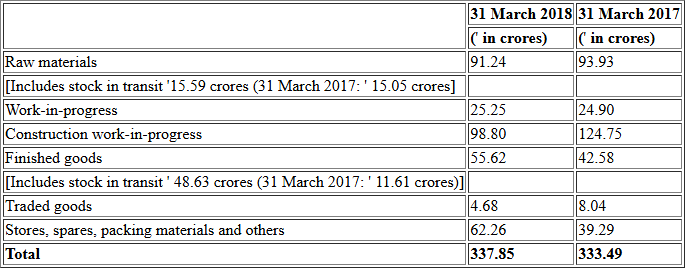 31 March 2018 31 March 2017
(' in crores) (' in crores)
Raw materials 91.24 93.93
[Includes stock in transit '15.59 crores (31 March 2017: ' 15.05 crores]
Work-in-progress 25.25 24.90
Construction work-in-progress 98.80 124.75
Finished goods 55.62 42.58
[Includes stock in transit ' 48.63 crores (31 March 2017: ' 11.61 crores)]
Traded goods 4.68 8.04
Stores, spares, packing materials and others 62.26 39.29
Total 337.85 333.49